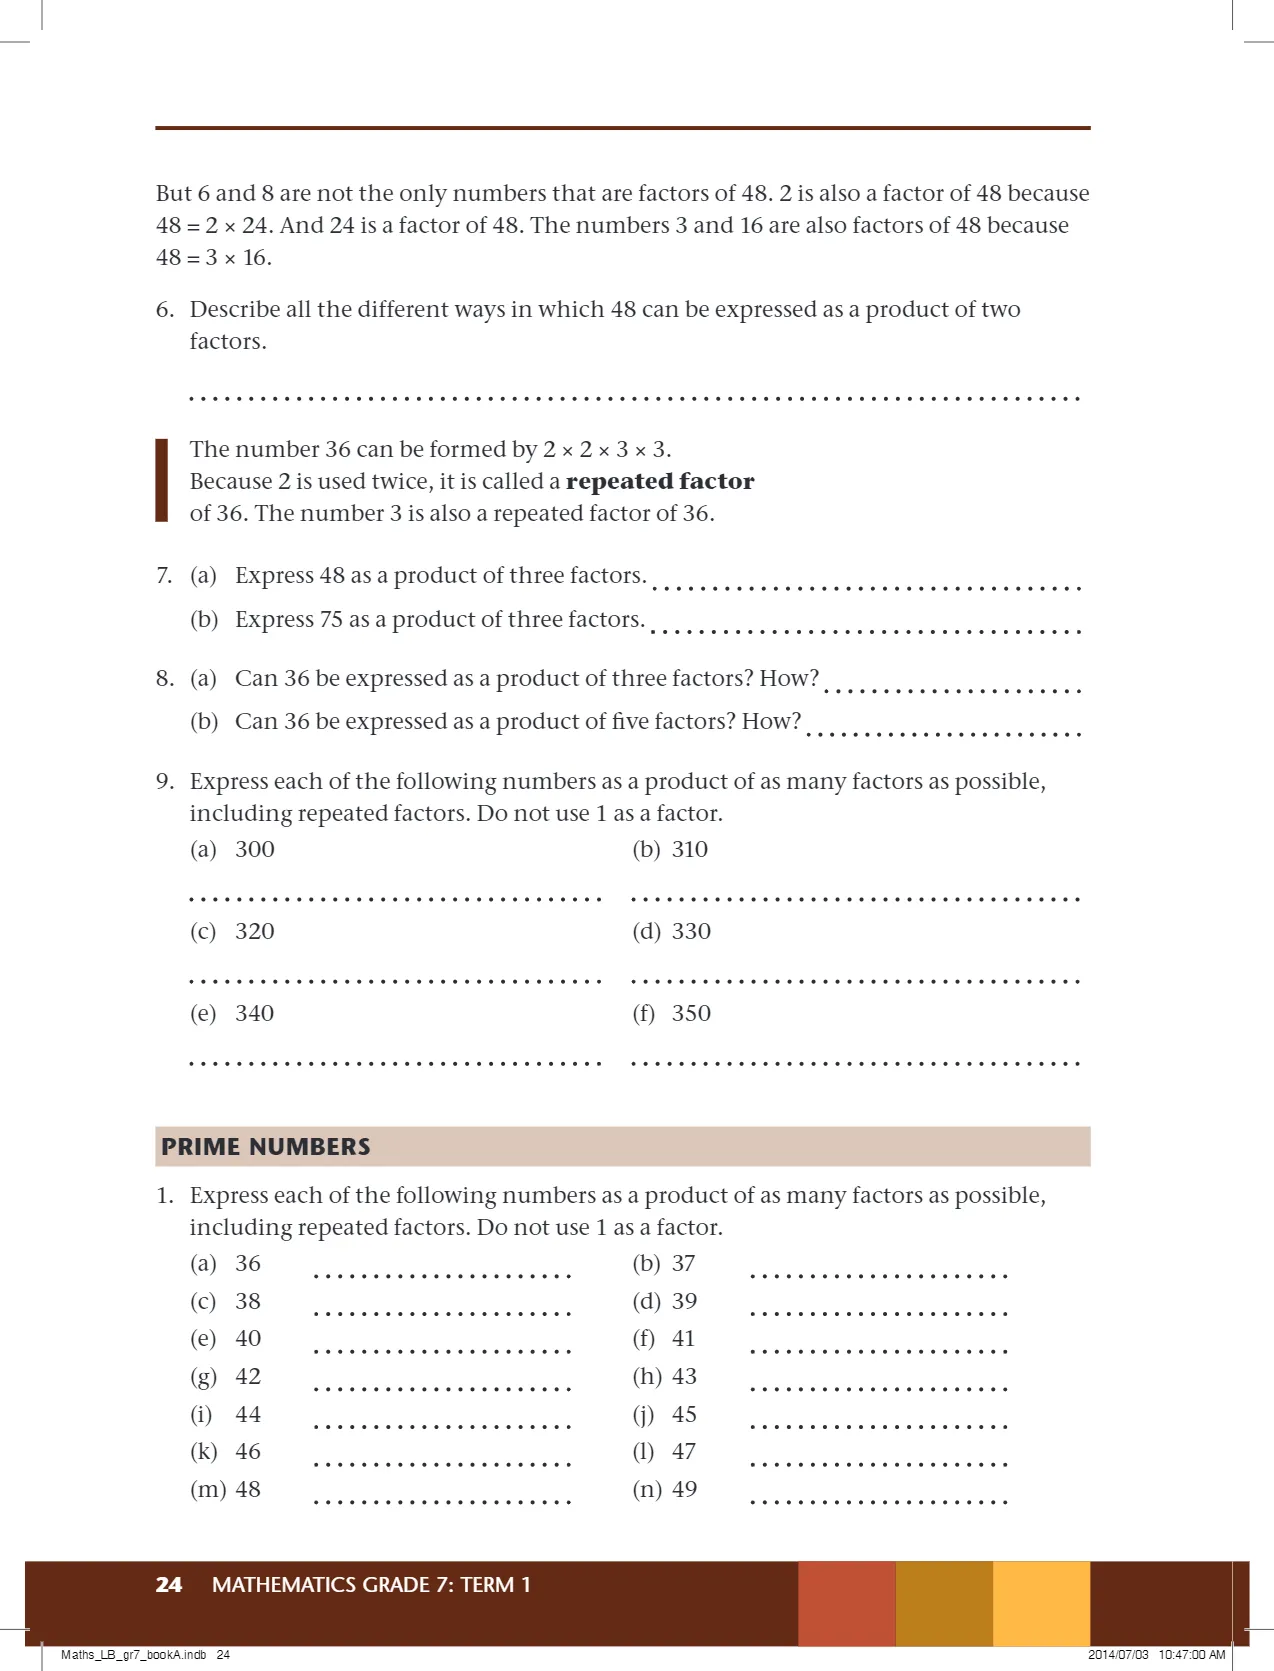 But 6 and 8 are not the only numbers that are factors of 48. 2 is also a factor of 48 because
48 = 2 × 24. And 24 is a factor of 48. The numbers 3 and 16 are also factors of 48 because
48 = 3 × 16.
6. Describe all the different ways in which 48 can be expressed as a product of two
factors.
The number 36 can be formed by 2 × 2 × 3 × 3.
Because 2 is used twice, it is called a repeated factor
of 36. The number 3 is also a repeated factor of 36.
7. (a) Express 48 as a product of three factors.
(b) Express 75 as a product of three factors.
8. (a) Can 36 be expressed as a product of three factors? How?
(b) Can 36 be expressed as a product of five factors? How?
9. Express each of the following numbers as a product of as many factors as possible,
including repeated factors. Do not use 1 as a factor.
(a) 300 (b) 310
(c) 320 (d) 330
(e) 340 (f) 350
PRIME NUMBERS
1. Express each of the following numbers as a product of as many factors as possible,
including repeated factors. Do not use 1 as a factor.
(a) 36 (b) 37
(c) 38 (d) 39
(e) 40 (f) 41
(g) 42 (h) 43
(i) 44 (j) 45
(k) 46 (l) 47
(m) 48 (n) 49
24 MATHEMATICS GRADE 7: TERM 1
Maths_LB_gr7_bookA.indb 24 2014/07/03 10:47:00 AM